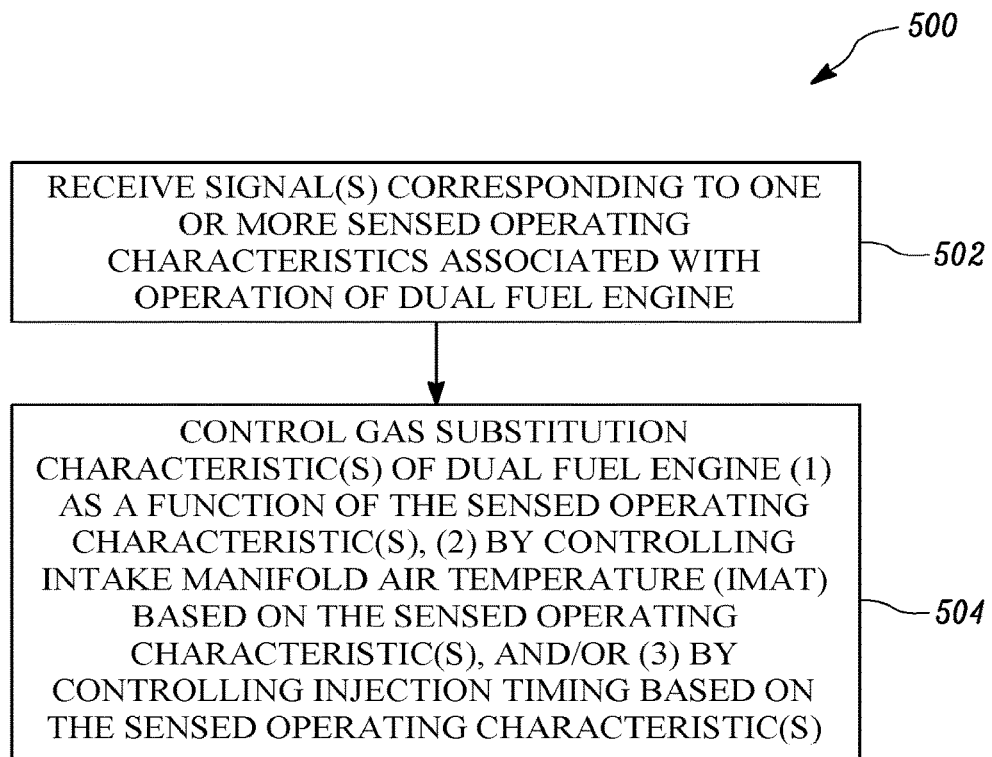 500
RECEIVE SIGNAL(S) CORRESPONDING TO ONE
OR MORE SENSED OPERATING
CHARACTERISTICS ASSOCIATED WITH
OPERATION OF DUAL FUEL ENGINE
502
CONTROL GAS SUBSTITUTION
CHARACTERISTIC(S) OF DUAL FUEL ENGINE (1)
AS A FUNCTION OF THE SENSED OPERATING
CHARACTERISTIC(S), (2) BY CONTROLLING
INTAKE MANIFOLD AIR TEMPERATURE (IMAT)
BASED ON THE SENSED OPERATING
CHARACTERISTIC(S), AND/OR (3) BY
CONTROLLING INJECTION TIMING BASED ON
THE SENSED OPERATING CHARACTERISTIC(S)
504